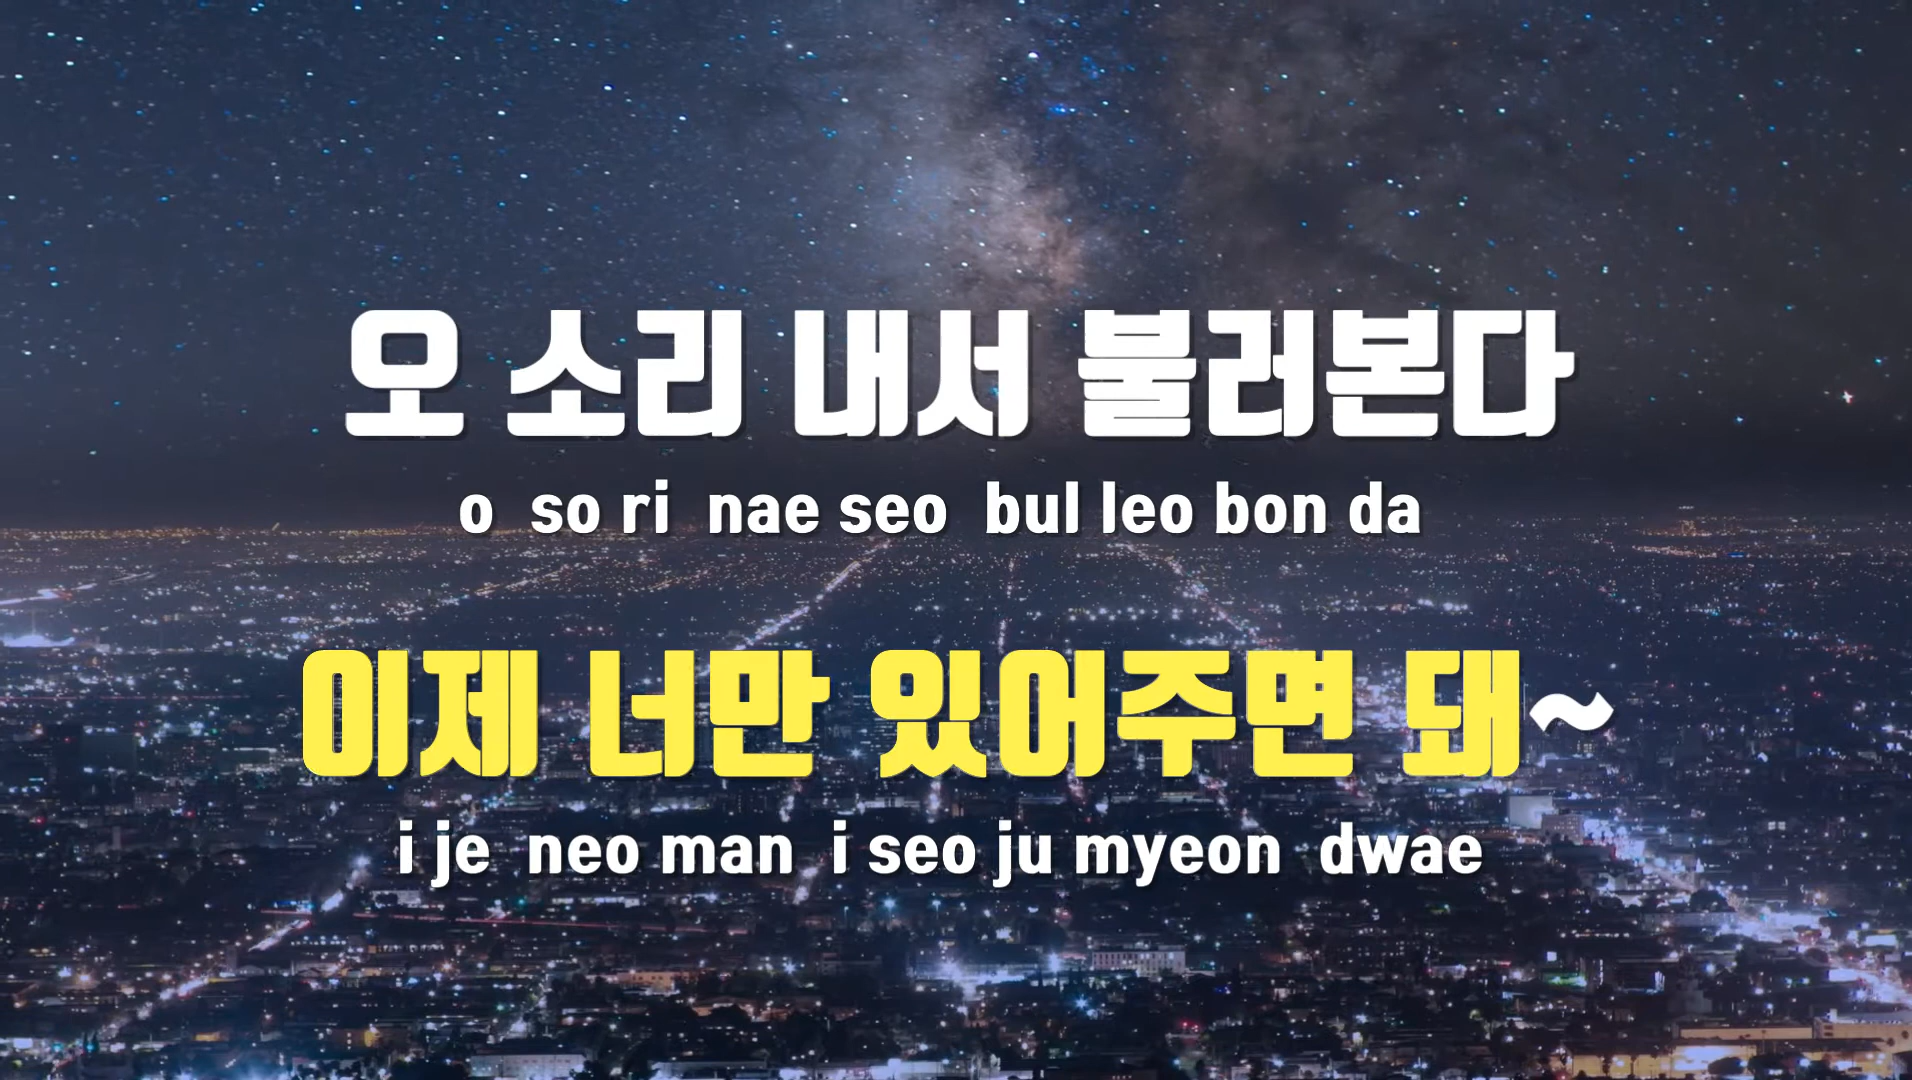 오 소리 내서 불러본다
o so ri nae seo bul leo bon da
이제 너만 있어주면 돼~
i je neo man i seo ju myeon dwae